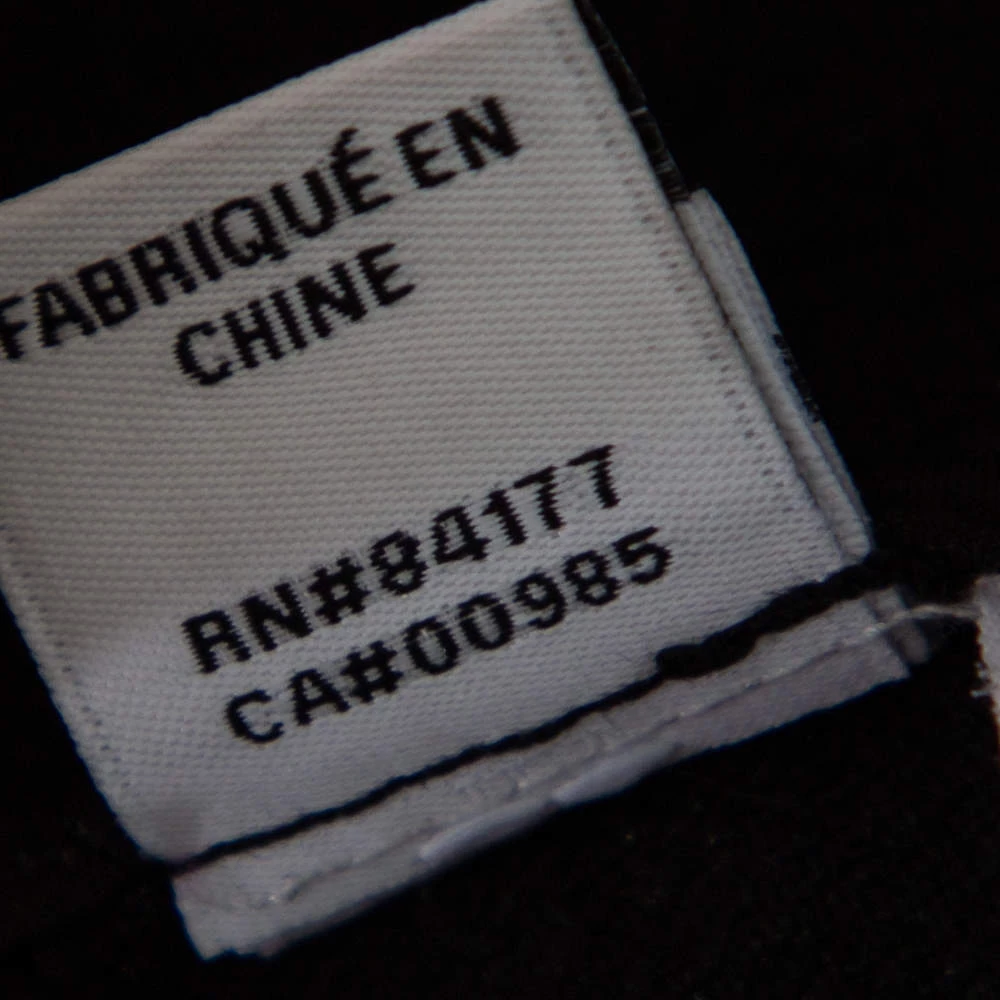 FABRIQUÉ EN
CHINE
RN#84177
CA#00985